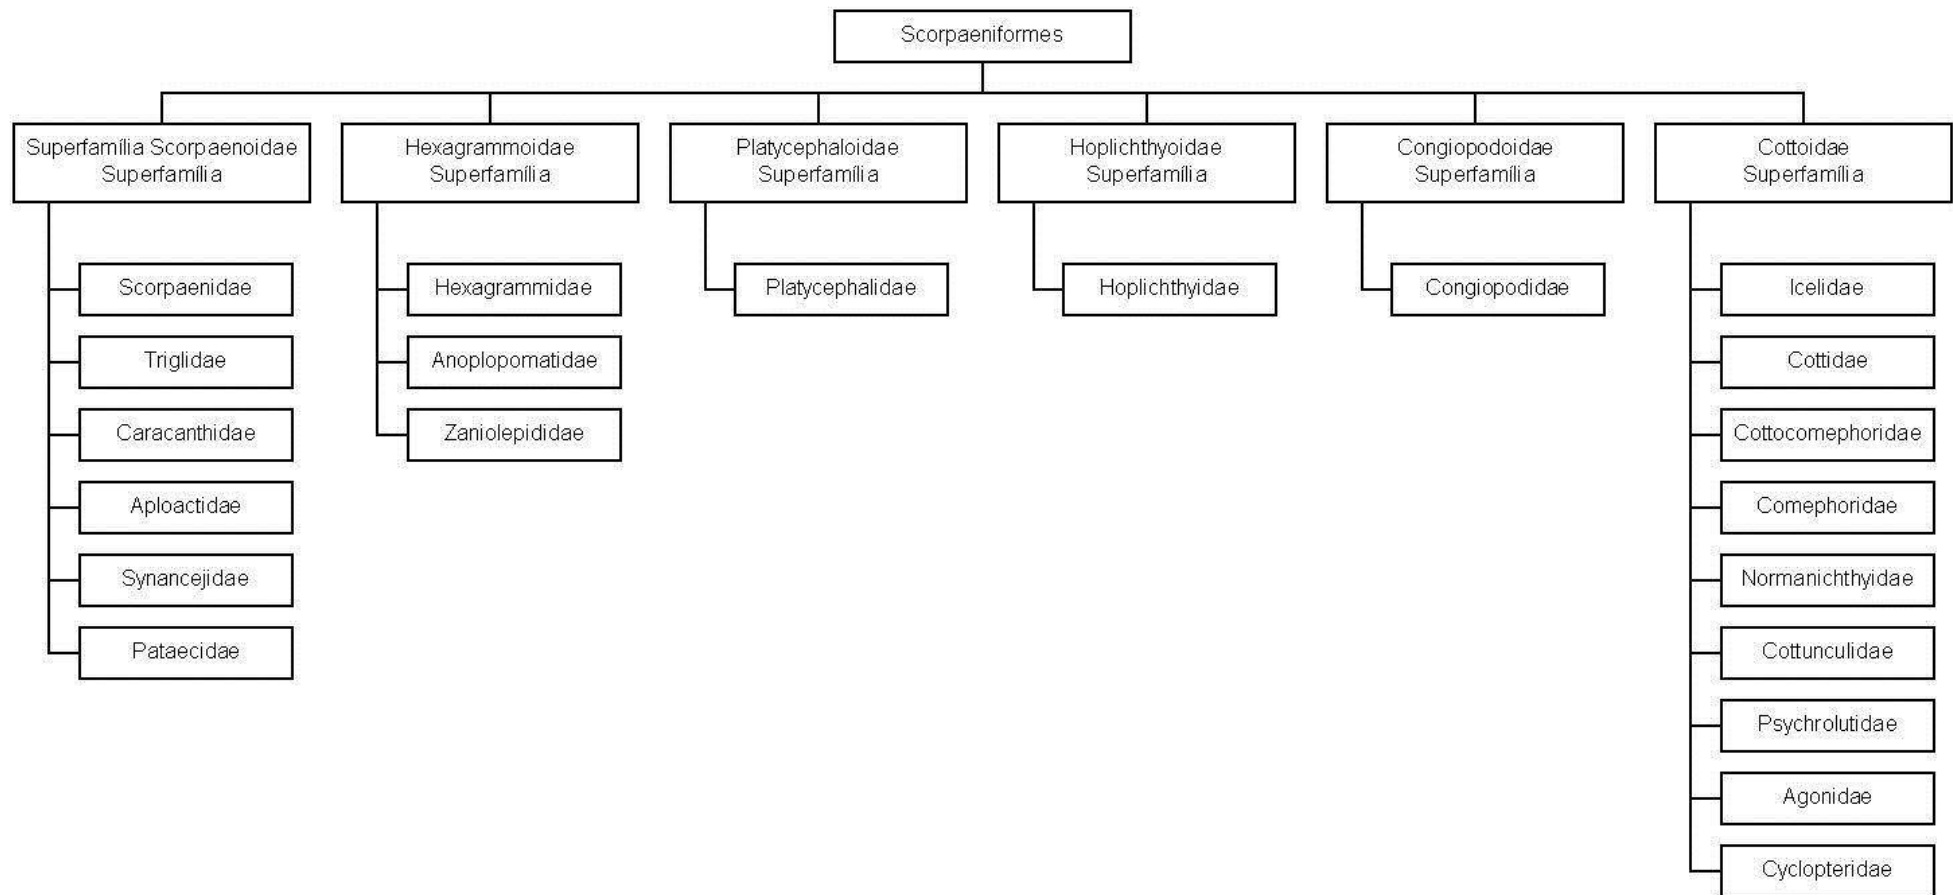 Scorpaeniformes
Superfamília Scorpaenoidae
Superfamília
Hexagrammoidae
Superfamília
Platycephaloidae
Superfamília
Hoplichthyoidae
Superfamília
Congiopodoidae
Superfamília
Cottoidae
Superfamília
Scorpaenidae
Triglidae
Caracanthidae
Aploactidae
Synancejidae
Pataecidae
Hexagrammidae
Anoplopomatidae
Zaniolepididae
Platycephalidae
Hoplichthyidae
Congiopodidae
Icelidae
Cottidae
Cottocomephoridae
Comephoridae
Normanichthyidae
Cottunculidae
Psychrolutidae
Agonidae
Cyclopteridae